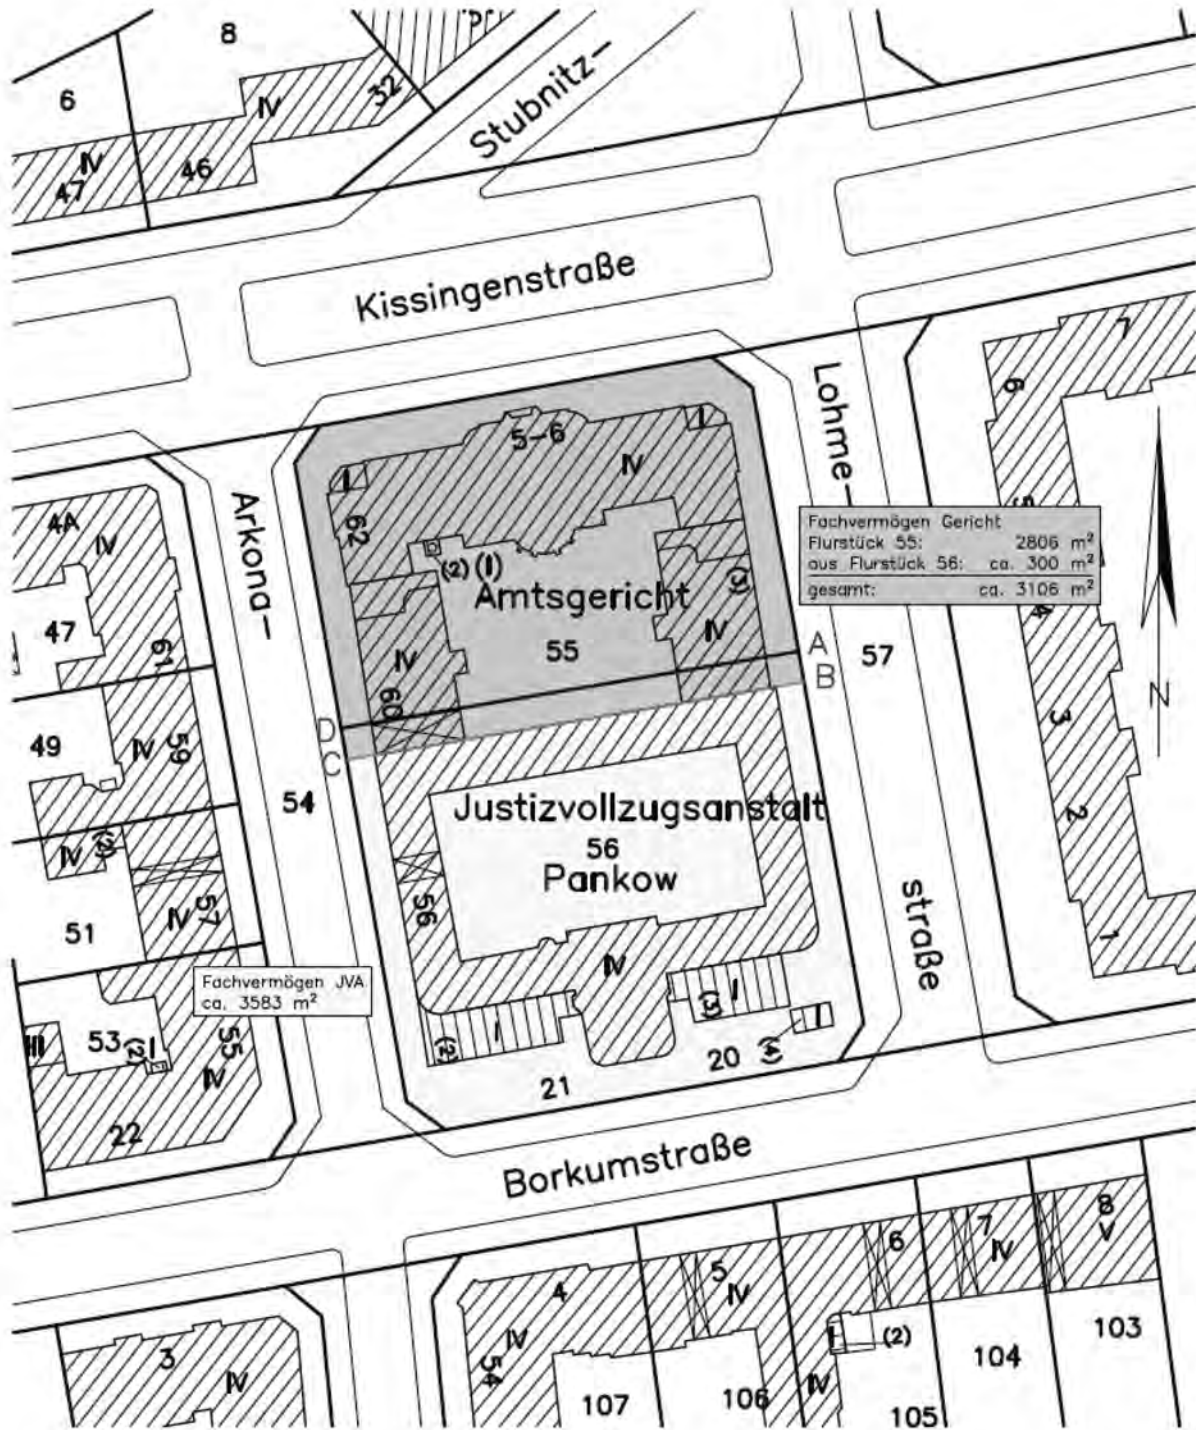 8
6
IV
32
Stubnitz-
IV
46
47
Kissingenstraße
7
6
Lohme-
5-6
I
IV
I
62
4A
IV
Arkona-
Fachvermögen Gericht
Flurstück 55: 2806 m²
aus Flurstück 56: ca. 300 m²
gesamt: ca. 3106 m²
5
4
(2) (I)
Amtsgericht
(3)
47
61
IV
55
IV
60
A
B
57
D
C
N
3
49
IV
59
54
Justizvollzugsanstalt
56
Pankow
2
IV
(2)
IV
57
51
56
straße
1
IV
Fachvermögen JVA
ca. 3583 m²
I
(3)
I
(2)
I
(4)
20
21
III
53
(2)
I
55
IV
22
Borkumstraße
8
V
7
IV
6
5
IV
4
IV
54
3
IV
I
(2)
IV
103
104
105
106
107